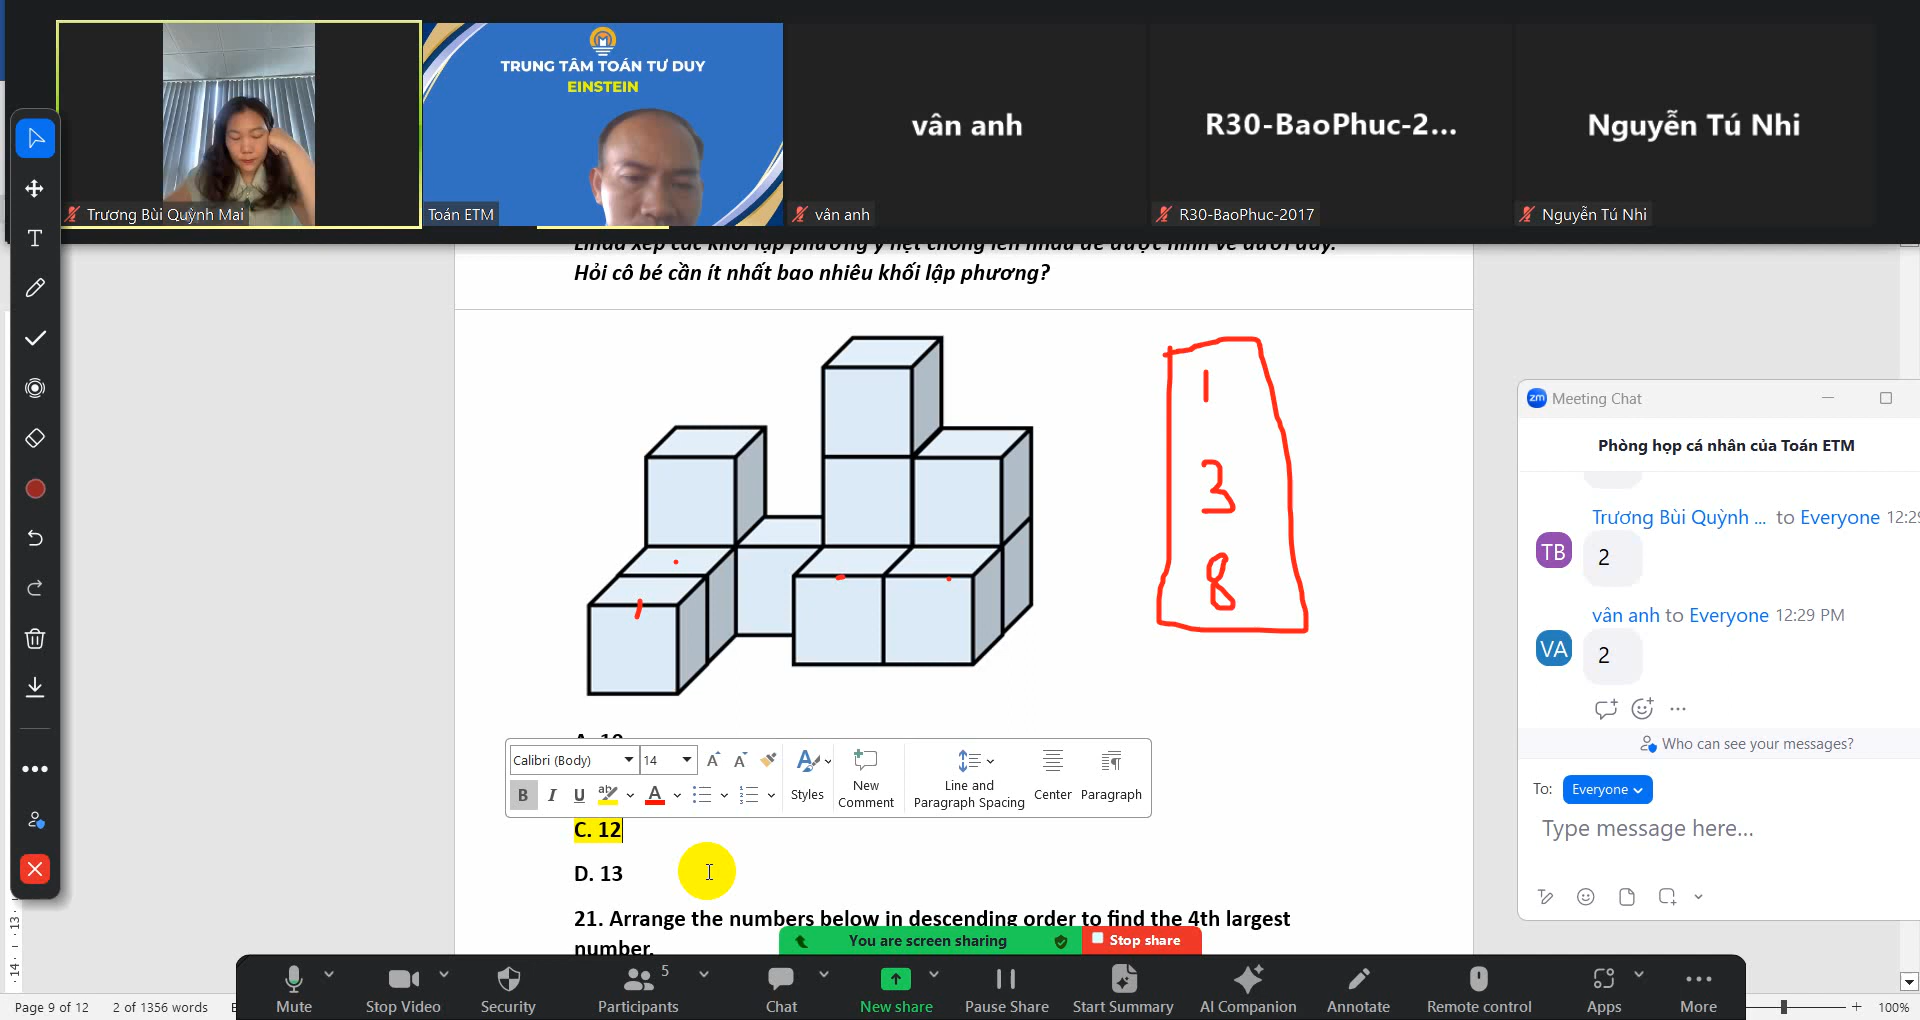 TRUNG TÂM TOÁN TƯ DUY
EINSTEIN
vân anh
R30-BaoPhuc-2...
Nguyễn Tú Nhi
Trương Bùi Quỳnh Mai
Toán ETM
vân anh
R30-BaoPhuc-2017
Nguyễn Tú Nhi
Hỏi cô bé cần ít nhất bao nhiêu khối lập phương?
1
3
8
C. 12
D. 13
21. Arrange the numbers below in descending order to find the 4th largest
number.
Calibri (Body)
14
B I U
Styles
New
Comment
Line and
Paragraph Spacing
Center
Paragraph
zm Meeting Chat
Phòng họp cá nhân của Toán ETM
Trương Bùi Quỳnh ... to Everyone 12:29
TB
2
vân anh to Everyone 12:29 PM
VA
2
Who can see your messages?
To: Everyone
Type message here...
You are screen sharing
Stop share
Mute
Stop Video
Security
5
Participants
Chat
New share
Pause Share
Start Summary
AI Companion
Annotate
Remote control
Apps
More
Page 9 of 12
2 of 1356 words
100%